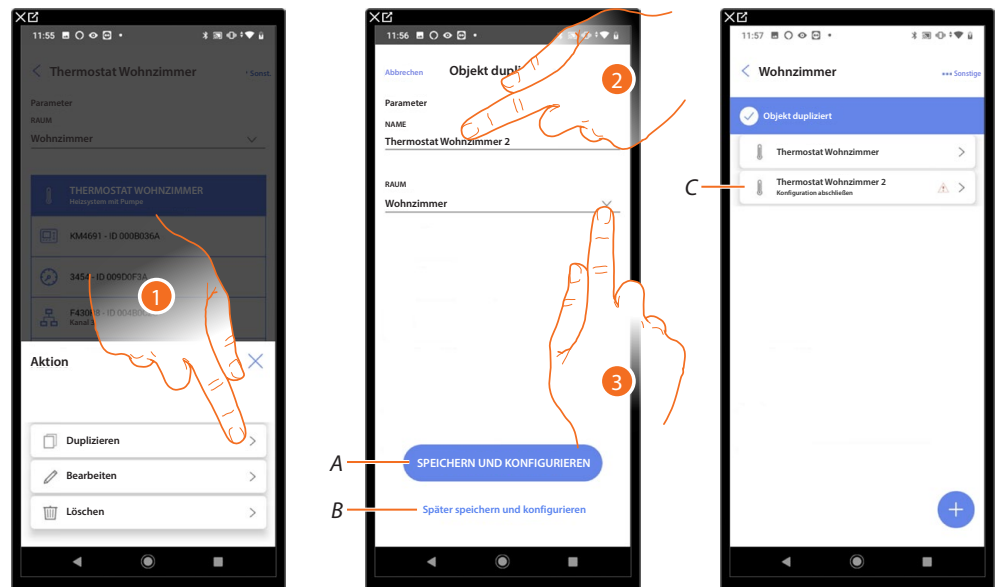 11:55
Thermostat Wohnzimmer
Sonst.
Parameter
RAUM
Wohnzimmer
THERMOSTAT WOHNZIMMER
Heizsystem mit Pumpe
KM4691 - ID 000B036A
3454 - ID 009D0F3A
Kanal
1
Aktion
Duplizieren
Bearbeiten
Löschen
11:56
Abbrechen
Objekt
2
Parameter
NAME
Thermostat Wohnzimmer 2
RAUM
Wohnzimmer
3
A
SPEICHERN UND KONFIGURIEREN
B
Später speichern und konfigurieren
11:57
Wohnzimmer
Sonstige
Objekt dupliziert
Thermostat Wohnzimmer
C
Thermostat Wohnzimmer 2
Konfiguration abschließen